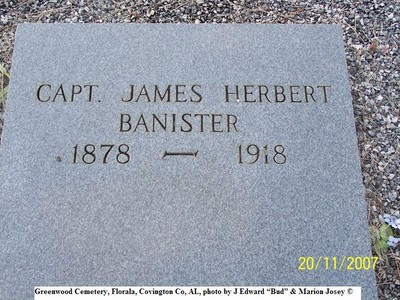 CAPT. JAMES HERBERT
BANISTER
1878 — 1918
20/11/2007
Greenwood Cemetery, Florala, Covington Co, AL, photo by J Edward “Bud” & Marion Josey ©